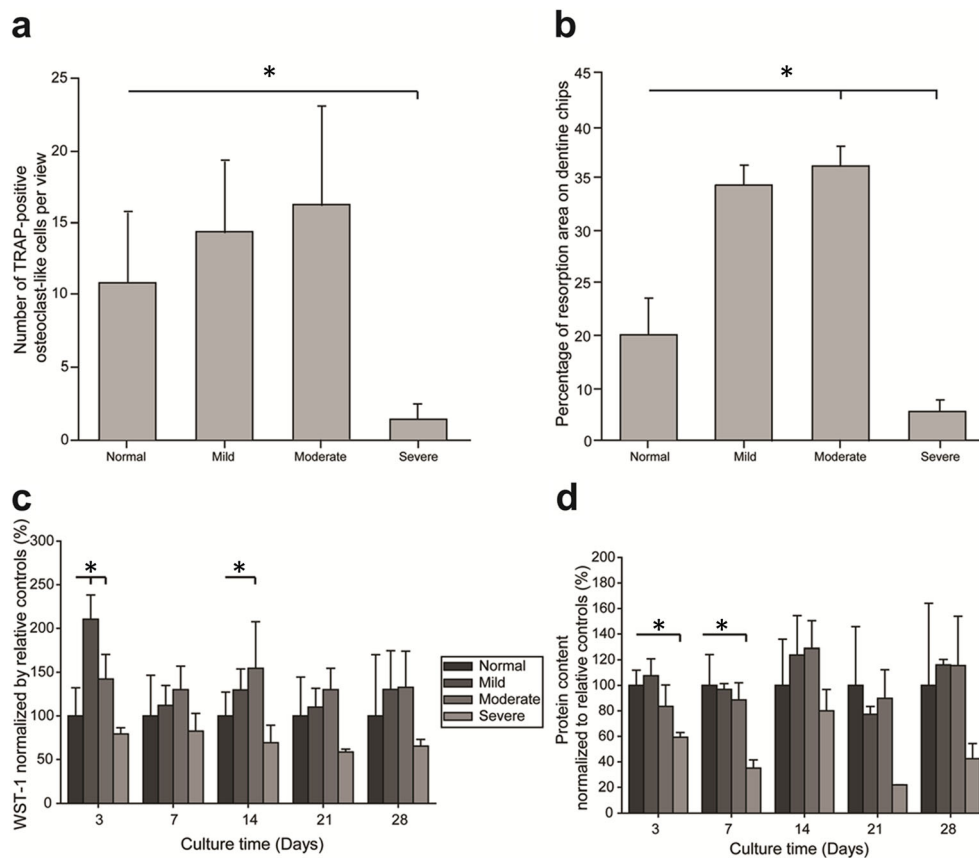 a
Number of TRAP-positive
osteoclast-like cells per view
25
20
15
10
5
0
*
Normal Mild Moderate Severe
b
Percentage of resorption area on dentine chips
45
40
35
25
20
10
0
*
Normal Mild Moderate Severe
c
WST-1 normalized by relative controls (%)
300
250
200
150
100
50
0
* *
3 7 14 21 28
Culture time (Days)
Normal
Mild
Moderate
Severe
d
Protein content
normalized to relative controls (%)
200
180
160
140
120
100
80
60
40
20
0
* *
3 7 14 21 28
Culture time (Days)